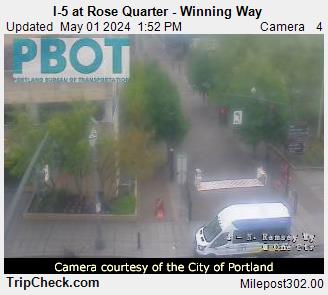 I-5 at Rose Quarter - Winning Way
Updated May 01 2024 1:52 PM Camera 4
PBOT
PORTLAND BUREAU OF TRANSPORTATION
Camera courtesy of the City of Portland
TripCheck.com Milepost302.00